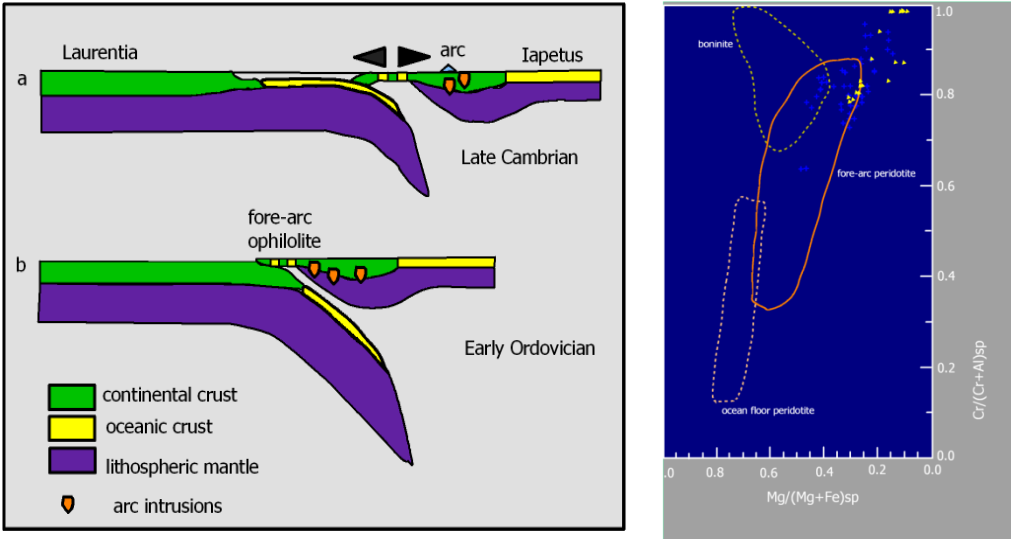 Laurentia
arc
Iapetus
a
Late Cambrian
fore-arc
ophilolite
b
Early Ordovician
continental crust
oceanic crust
lithospheric mantle
arc intrusions
boninite
fore-arc peridotite
ocean floor peridotite
1.0
0.8
0.6
0.4
0.2
0.0
Cr/(Cr+Al)sp
.0 0.8 0.6 0.4 0.2 0.0
Mg/(Mg+Fe)sp